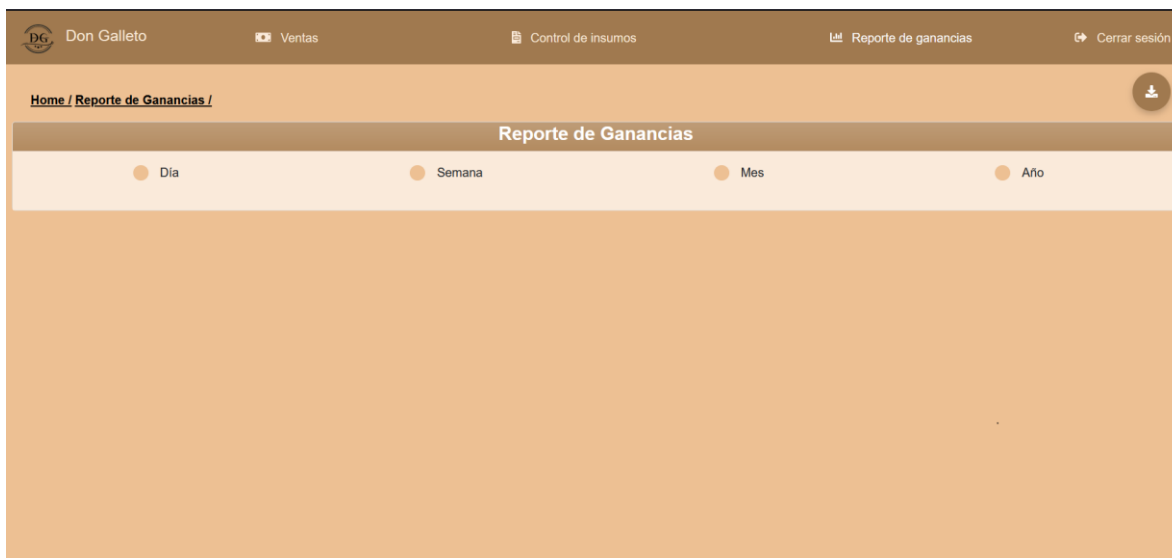 DG Don Galleto Ventas Control de insumos Reporte de ganancias Cerrar sesión
Home / Reporte de Ganancias /
Reporte de Ganancias
Día Semana Mes Año